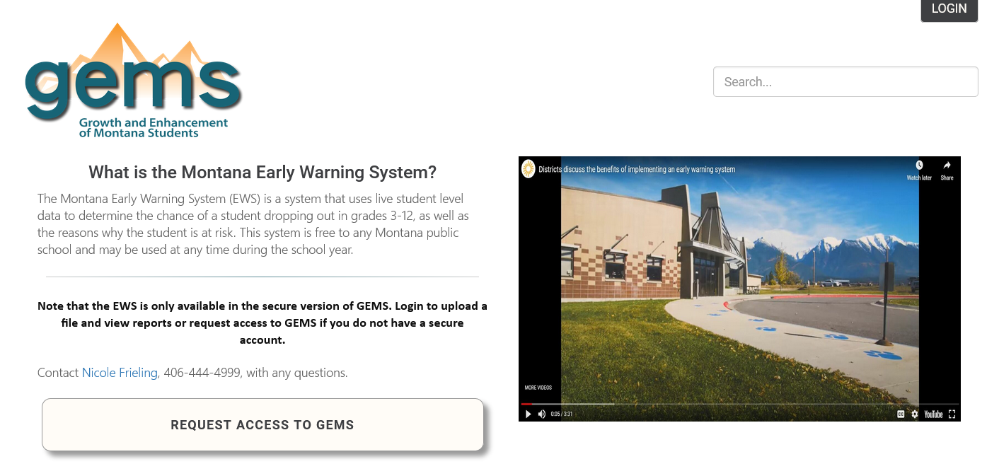 LOGIN
gems
Growth and Enhancement
of Montana Students
Search...
What is the Montana Early Warning System?
The Montana Early Warning System (EWS) is a system that uses live student level
data to determine the chance of a student dropping out in grades 3-12, as well as
the reasons why the student is at risk. This system is free to any Montana public
school and may be used at any time during the school year.
Note that the EWS is only available in the secure version of GEMS. Login to upload a
file and view reports or request access to GEMS if you do not have a secure
account.
Contact Nicole Frieling, 406-444-4999, with any questions.
REQUEST ACCESS TO GEMS
Districts discuss the benefits of implementing an early warning system
Watch later
Share
MORE VIDEOS
0:05 / 3:31
CC
YouTube